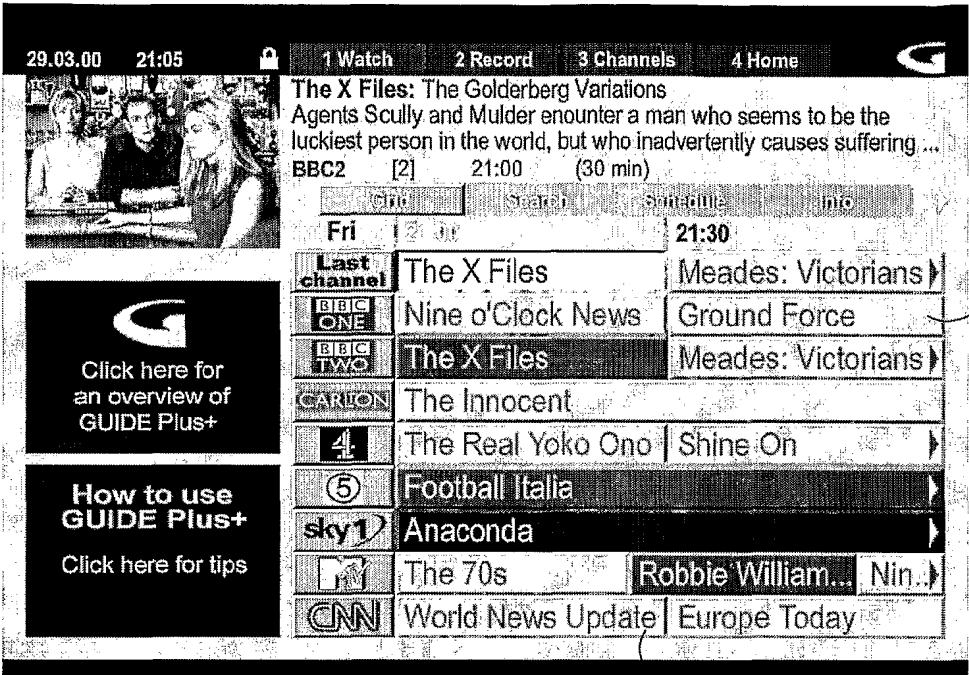 29.03.00 21:05 1 Watch 2 Record 3 Channels 4 Home
The X Files: The Golderberg Variations
Agents Scully and Mulder enounter a man who seems to be the
luckiest person in the world, but who inadvertently causes suffering ...
BBC2 [2] 21:00 (30 min)
Grid Search Schedule Info
Fri 21:30
Last channel The X Files Meades: Victorians
BBC ONE Nine o'Clock News Ground Force
BBC TWO The X Files Meades: Victorians
CARLTON The Innocent
4 The Real Yoko Ono Shine On
5 Football Italia
sky1 Anaconda
MTV The 70s Robbie William... Nin..
CNN World News Update Europe Today
Click here for
an overview of
GUIDE Plus+
How to use
GUIDE Plus+
Click here for tips